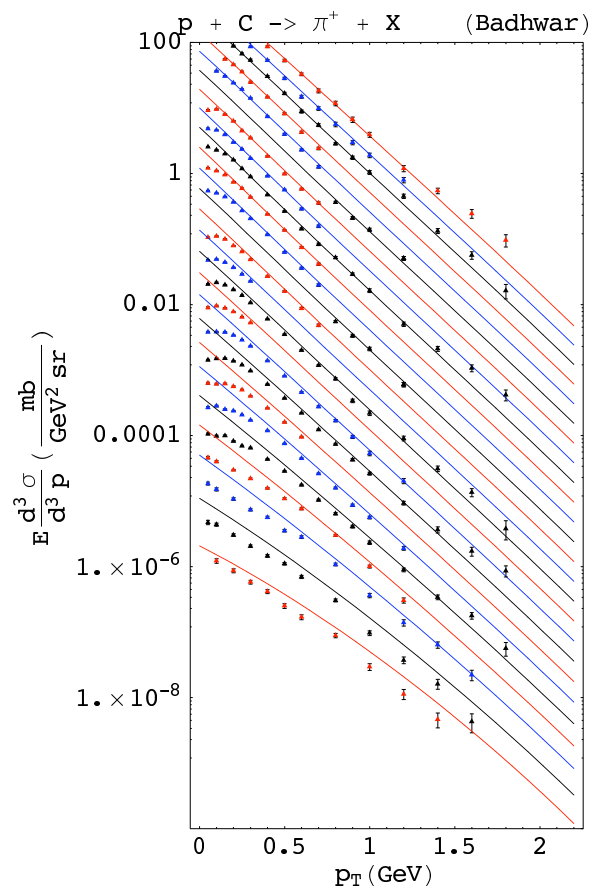 p + C -> π⁺ + X (Badhwar)
100
1
0.01
0.0001
1.×10⁻⁶
1.×10⁻⁸
E d³σ/d³p ( mb/GeV² sr )
0 0.5 1 1.5 2
p_T (GeV)